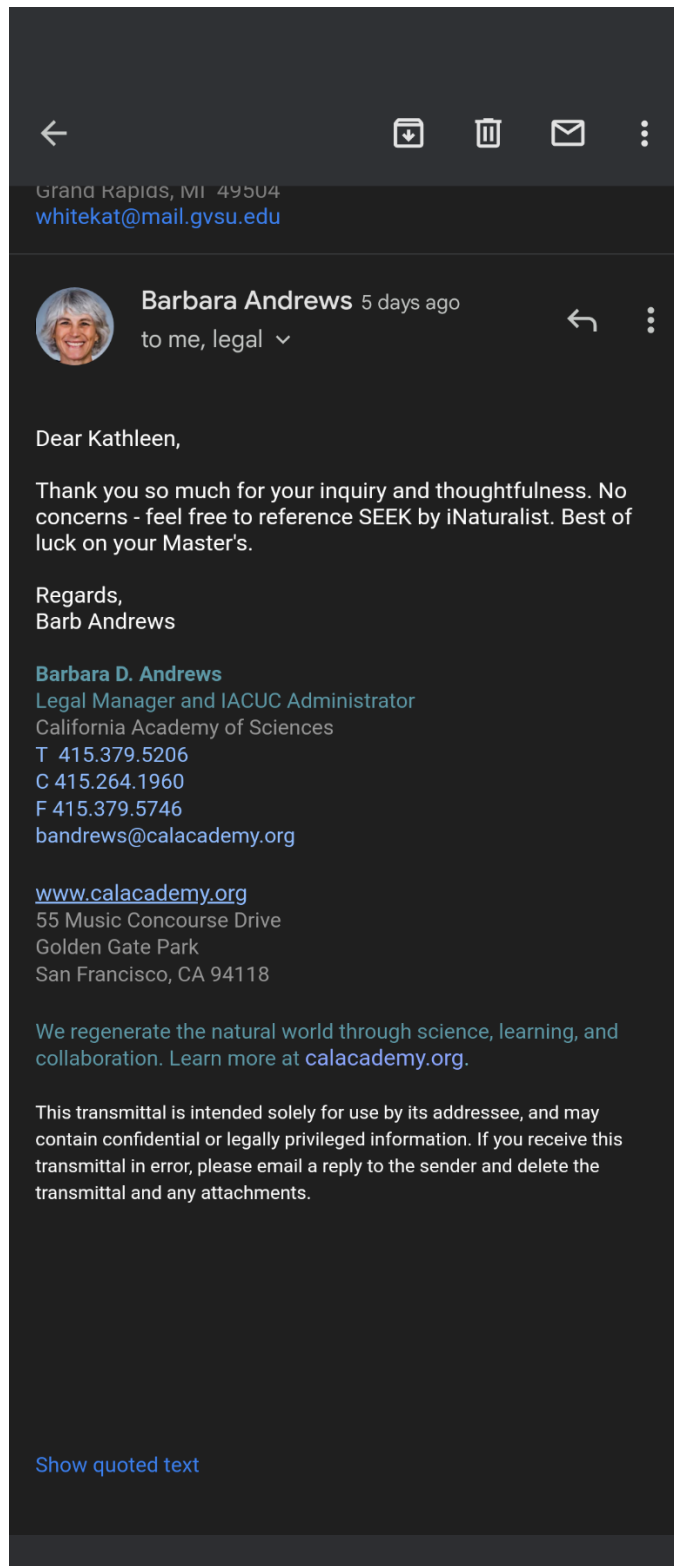 Grand Rapids, MI 49504
whitekat@mail.gvsu.edu
Barbara Andrews 5 days ago
to me, legal
Dear Kathleen,
Thank you so much for your inquiry and thoughtfulness. No
concerns - feel free to reference SEEK by iNaturalist. Best of
luck on your Master's.
Regards,
Barb Andrews
Barbara D. Andrews
Legal Manager and IACUC Administrator
California Academy of Sciences
T 415.379.5206
C 415.264.1960
F 415.379.5746
bandrews@calacademy.org
www.calacademy.org
55 Music Concourse Drive
Golden Gate Park
San Francisco, CA 94118
We regenerate the natural world through science, learning, and
collaboration. Learn more at calacademy.org.
This transmittal is intended solely for use by its addressee, and may
contain confidential or legally privileged information. If you receive this
transmittal in error, please email a reply to the sender and delete the
transmittal and any attachments.
Show quoted text